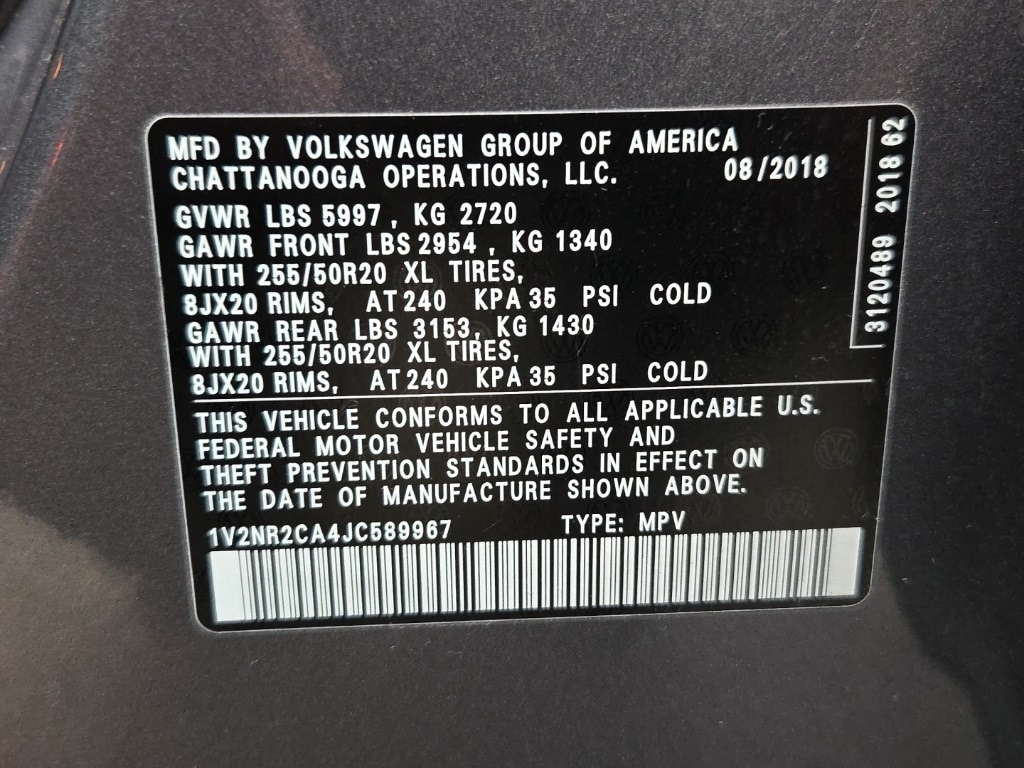 MFD BY VOLKSWAGEN GROUP OF AMERICA
CHATTANOOGA OPERATIONS, LLC. 08/2018
GVWR LBS 5997, KG 2720
GAWR FRONT LBS 2954, KG 1340
WITH 255/50R20 XL TIRES,
8JX20 RIMS, AT 240 KPA 35 PSI COLD
GAWR REAR LBS 3153, KG 1430
WITH 255/50R20 XL TIRES,
8JX20 RIMS, AT 240 KPA 35 PSI COLD
THIS VEHICLE CONFORMS TO ALL APPLICABLE U.S.
FEDERAL MOTOR VEHICLE SAFETY AND
THEFT PREVENTION STANDARDS IN EFFECT ON
THE DATE OF MANUFACTURE SHOWN ABOVE.
1V2NR2CA4JC589967 TYPE: MPV
3120489 2018 62